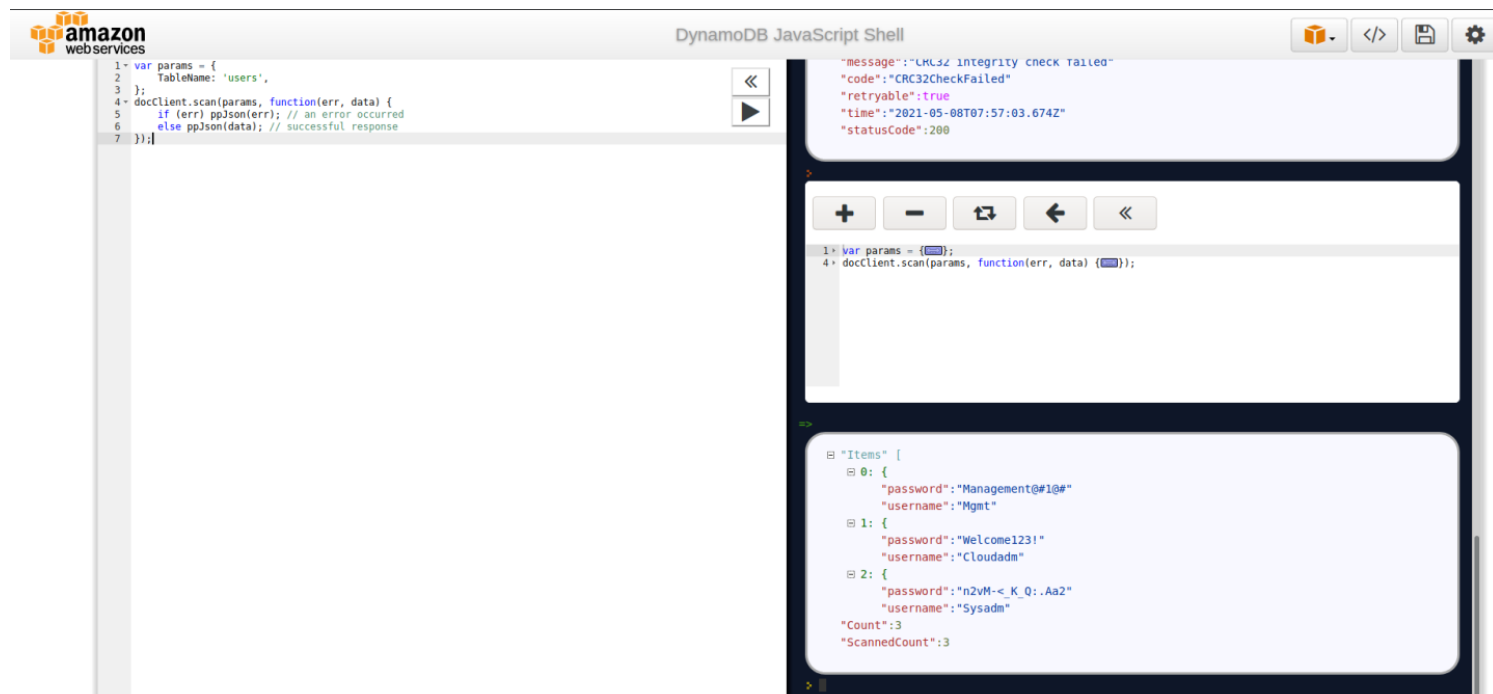 amazon
webservices
DynamoDB JavaScript Shell
</>
1 var params = {
2 TableName: 'users',
3 };
4 docClient.scan(params, function(err, data) {
5 if (err) ppJson(err); // an error occurred
6 else ppJson(data); // successful response
7 });
"message":"CRC32 integrity check failed"
"code":"CRC32CheckFailed"
"retryable":true
"time":"2021-05-08T07:57:03.674Z"
"statusCode":200
>
1 var params = {};
4 docClient.scan(params, function(err, data) {});
=>
"Items" [
0: {
"password":"Management@#1@#"
"username":"Mgmt"
1: {
"password":"Welcome123!"
"username":"Cloudadm"
2: {
"password":"n2vM-<_K_Q:.Aa2"
"username":"Sysadm"
"Count":3
"ScannedCount":3
>